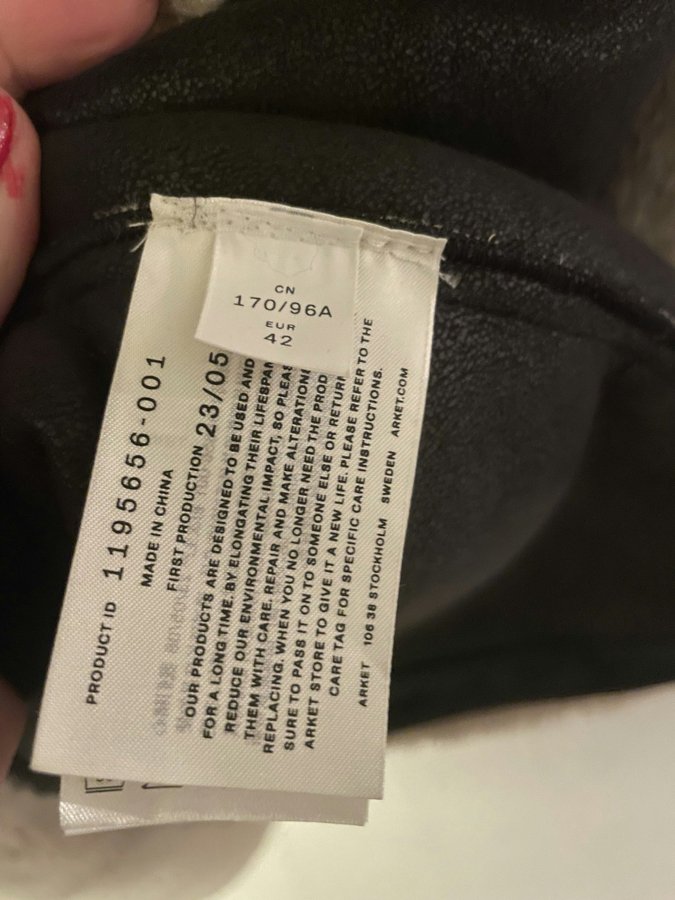 CN
170/96A
EUR
42
PRODUCT ID 1195656-001
MADE IN CHINA
FIRST PRODUCTION 23/05
OUR PRODUCTS ARE DESIGNED TO BE USED AND
FOR A LONG TIME. BY ELONGATING THEIR LIFESPAN
REDUCE OUR ENVIRONMENTAL IMPACT, SO PLEAS
THEM WITH CARE. REPAIR AND MAKE ALTERATION
REPLACING. WHEN YOU NO LONGER NEED THE PROD
SURE TO PASS IT ON TO SOMEONE ELSE OR RETURN
ARKET STORE TO GIVE IT A NEW LIFE. PLEASE REFER TO THE
CARE TAG FOR SPECIFIC CARE INSTRUCTIONS.
ARKET 106 38 STOCKHOLM SWEDEN ARKET.COM